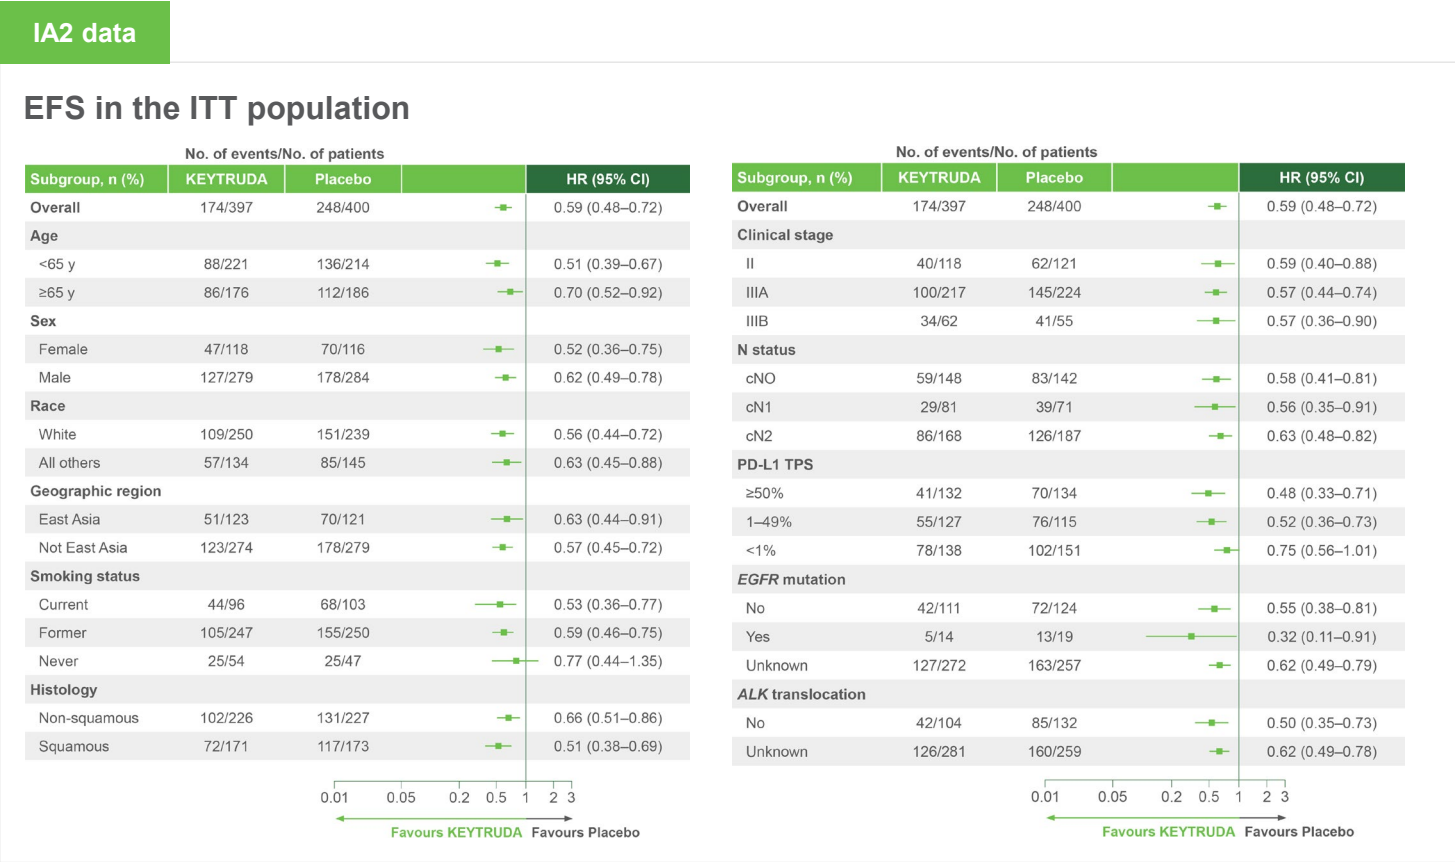 IA2 data
EFS in the ITT population
No. of events/No. of patients
Subgroup, n (%) KEYTRUDA Placebo HR (95% CI)
Overall 174/397 248/400 0.59 (0.48–0.72)
Age
<65 y 88/221 136/214 0.51 (0.39–0.67)
≥65 y 86/176 112/186 0.70 (0.52–0.92)
Sex
Female 47/118 70/116 0.52 (0.36–0.75)
Male 127/279 178/284 0.62 (0.49–0.78)
Race
White 109/250 151/239 0.56 (0.44–0.72)
All others 57/134 85/145 0.63 (0.45–0.88)
Geographic region
East Asia 51/123 70/121 0.63 (0.44–0.91)
Not East Asia 123/274 178/279 0.57 (0.45–0.72)
Smoking status
Current 44/96 68/103 0.53 (0.36–0.77)
Former 105/247 155/250 0.59 (0.46–0.75)
Never 25/54 25/47 0.77 (0.44–1.35)
Histology
Non-squamous 102/226 131/227 0.66 (0.51–0.86)
Squamous 72/171 117/173 0.51 (0.38–0.69)
0.01 0.05 0.2 0.5 1 2 3
Favours KEYTRUDA Favours Placebo
No. of events/No. of patients
Subgroup, n (%) KEYTRUDA Placebo HR (95% CI)
Overall 174/397 248/400 0.59 (0.48–0.72)
Clinical stage
II 40/118 62/121 0.59 (0.40–0.88)
IIIA 100/217 145/224 0.57 (0.44–0.74)
IIIB 34/62 41/55 0.57 (0.36–0.90)
N status
cNO 59/148 83/142 0.58 (0.41–0.81)
cN1 29/81 39/71 0.56 (0.35–0.91)
cN2 86/168 126/187 0.63 (0.48–0.82)
PD-L1 TPS
≥50% 41/132 70/134 0.48 (0.33–0.71)
1–49% 55/127 76/115 0.52 (0.36–0.73)
<1% 78/138 102/151 0.75 (0.56–1.01)
EGFR mutation
No 42/111 72/124 0.55 (0.38–0.81)
Yes 5/14 13/19 0.32 (0.11–0.91)
Unknown 127/272 163/257 0.62 (0.49–0.79)
ALK translocation
No 42/104 85/132 0.50 (0.35–0.73)
Unknown 126/281 160/259 0.62 (0.49–0.78)
0.01 0.05 0.2 0.5 1 2 3
Favours KEYTRUDA Favours Placebo